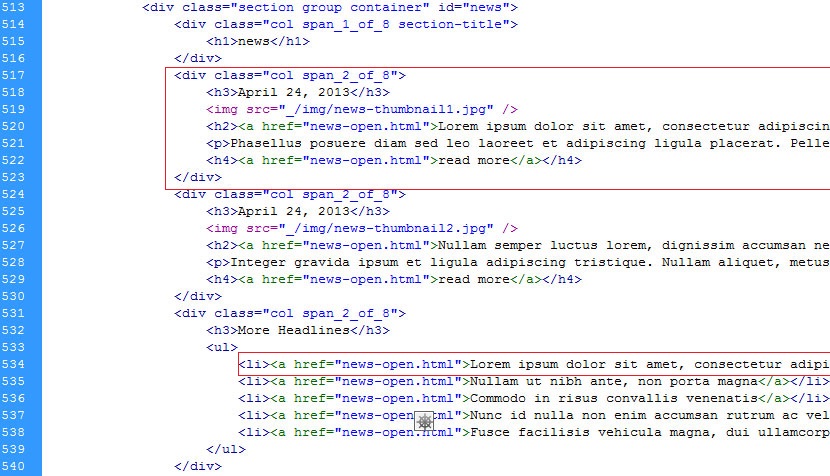 513 <div class="section group container" id="news">
514 <div class="col span_1_of_8 section-title">
515 <h1>news</h1>
516 </div>
517 <div class="col span_2_of_8">
518 <h3>April 24, 2013</h3>
519 <img src="_/img/news-thumbnail1.jpg" />
520 <h2><a href="news-open.html">Lorem ipsum dolor sit amet, consectetur adipiscin
521 <p>Phasellus posuere diam sed leo laoreet et adipiscing ligula placerat. Pelle
522 <h4><a href="news-open.html">read more</a></h4>
523 </div>
524 <div class="col span_2_of_8">
525 <h3>April 24, 2013</h3>
526 <img src="_/img/news-thumbnail2.jpg" />
527 <h2><a href="news-open.html">Nullam semper luctus lorem, dignissim accumsan ne
528 <p>Integer gravida ipsum et ligula adipiscing tristique. Nullam aliquet, metus
529 <h4><a href="news-open.html">read more</a></h4>
530 </div>
531 <div class="col span_2_of_8">
532 <h3>More Headlines</h3>
533 <ul>
534 <li><a href="news-open.html">Lorem ipsum dolor sit amet, consectetur adipi
535 <li><a href="news-open.html">Nullam ut nibh ante, non porta magna</a></li>
536 <li><a href="news-open.html">Commodo in risus convallis venenatis</a></li>
537 <li><a href="news-open.html">Nunc id nulla non enim accumsan rutrum ac vel
538 <li><a href="news-open.html">Fusce facilisis vehicula magna, dui ullamcorp
539 </ul>
540 </div>